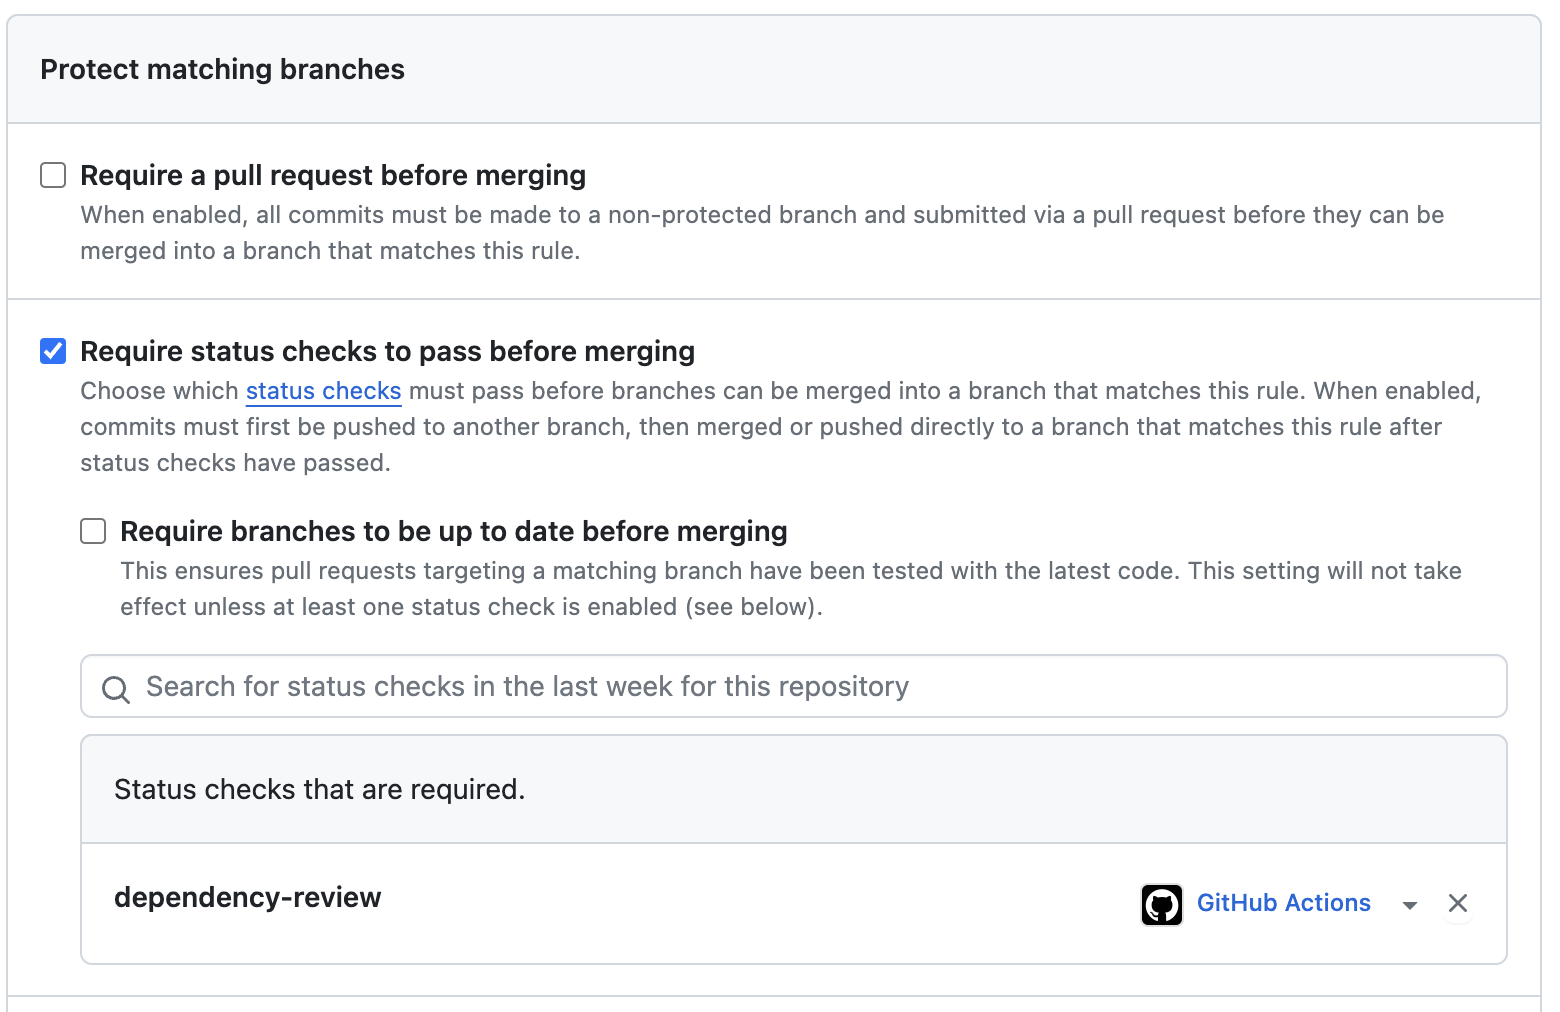 Protect matching branches
Require a pull request before merging
When enabled, all commits must be made to a non-protected branch and submitted via a pull request before they can be
merged into a branch that matches this rule.
Require status checks to pass before merging
Choose which status checks must pass before branches can be merged into a branch that matches this rule. When enabled,
commits must first be pushed to another branch, then merged or pushed directly to a branch that matches this rule after
status checks have passed.
Require branches to be up to date before merging
This ensures pull requests targeting a matching branch have been tested with the latest code. This setting will not take
effect unless at least one status check is enabled (see below).
Search for status checks in the last week for this repository
Status checks that are required.
dependency-review
GitHub Actions